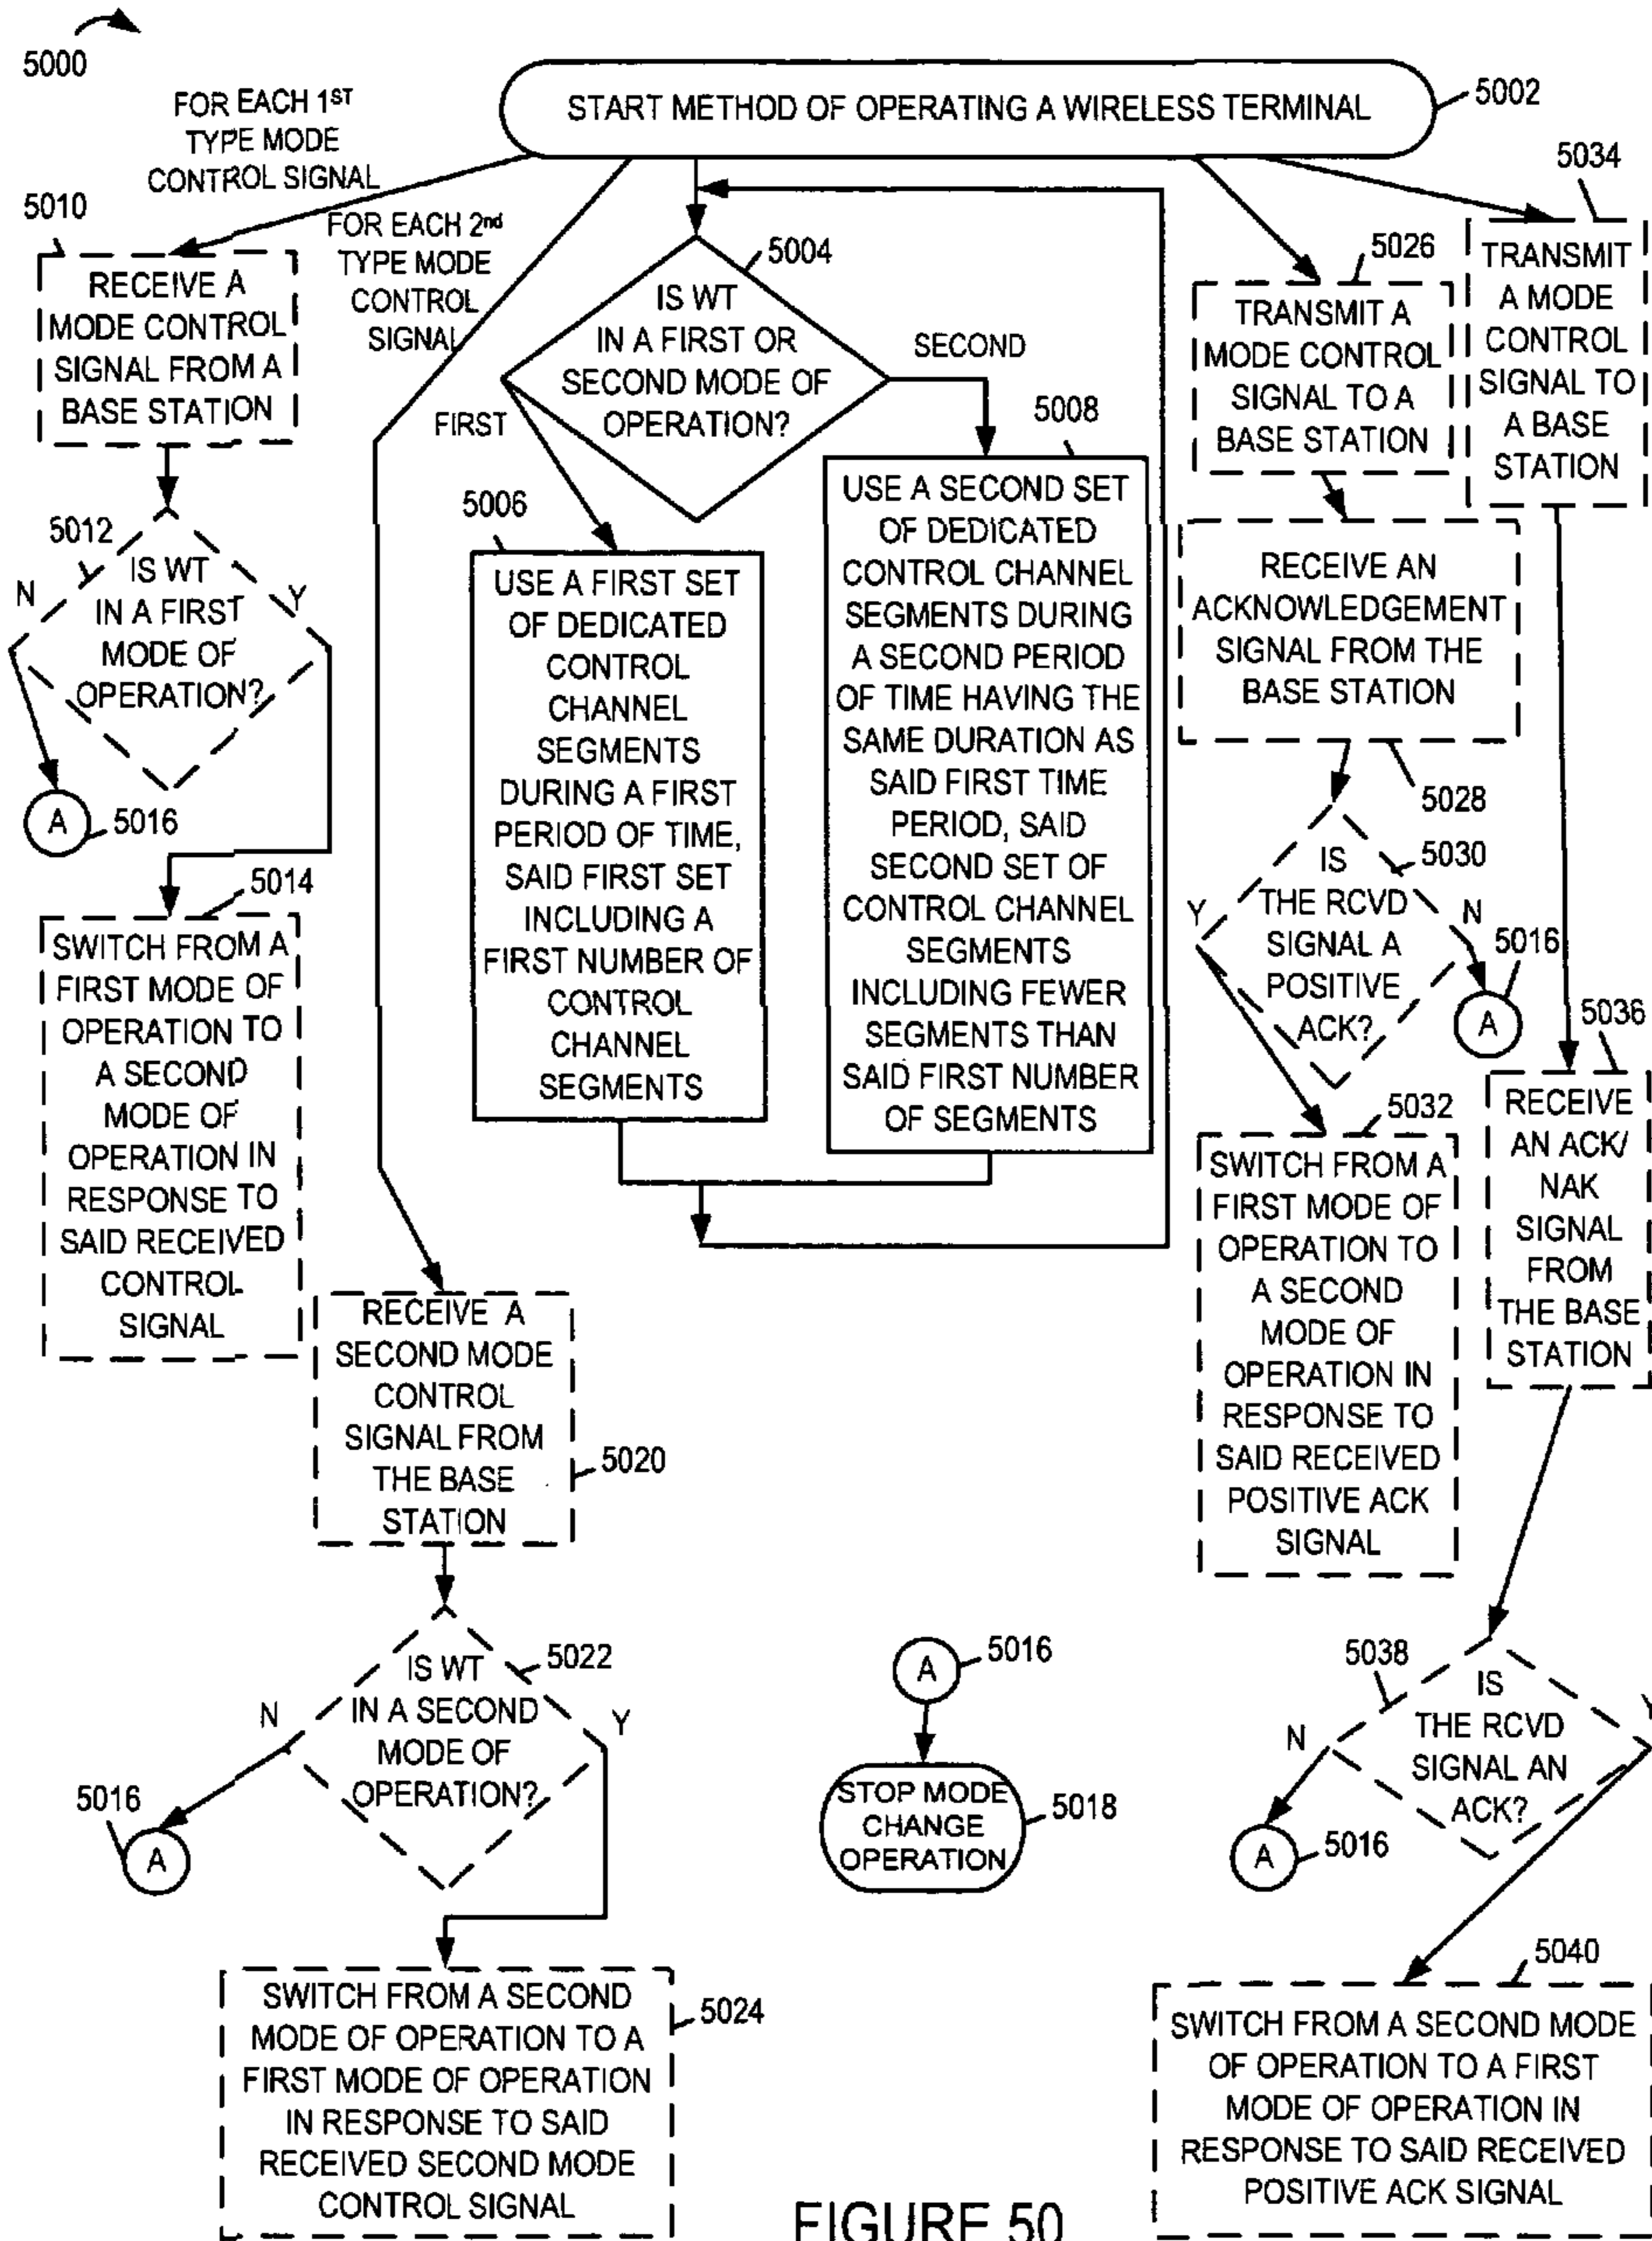 5000
START METHOD OF OPERATING A WIRELESS TERMINAL
5002
FOR EACH 1ST
TYPE MODE
CONTROL SIGNAL
5010
RECEIVE A
MODE CONTROL
SIGNAL FROM A
BASE STATION
5012
IS WT
IN A FIRST
MODE OF
OPERATION?
N
Y
A
5016
5014
SWITCH FROM A
FIRST MODE OF
OPERATION TO
A SECOND
MODE OF
OPERATION IN
RESPONSE TO
SAID RECEIVED
CONTROL
SIGNAL
FOR EACH 2nd
TYPE MODE
CONTROL
SIGNAL
5004
IS WT
IN A FIRST OR
SECOND MODE OF
OPERATION?
FIRST
SECOND
5006
USE A FIRST SET
OF DEDICATED
CONTROL
CHANNEL
SEGMENTS
DURING A FIRST
PERIOD OF TIME,
SAID FIRST SET
INCLUDING A
FIRST NUMBER OF
CONTROL
CHANNEL
SEGMENTS
5008
USE A SECOND SET
OF DEDICATED
CONTROL CHANNEL
SEGMENTS DURING
A SECOND PERIOD
OF TIME HAVING THE
SAME DURATION AS
SAID FIRST TIME
PERIOD, SAID
SECOND SET OF
CONTROL CHANNEL
SEGMENTS
INCLUDING FEWER
SEGMENTS THAN
SAID FIRST NUMBER
OF SEGMENTS
RECEIVE A
SECOND MODE
CONTROL
SIGNAL FROM
THE BASE
STATION
5020
5022
IS WT
IN A SECOND
MODE OF
OPERATION?
N
Y
5016
A
SWITCH FROM A SECOND
MODE OF OPERATION TO A
FIRST MODE OF OPERATION
IN RESPONSE TO SAID
RECEIVED SECOND MODE
CONTROL SIGNAL
5024
A
5016
STOP MODE
CHANGE
OPERATION
5018
5026
TRANSMIT A
MODE CONTROL
SIGNAL TO A
BASE STATION
RECEIVE AN
ACKNOWLEDGEMENT
SIGNAL FROM THE
BASE STATION
5028
5030
IS
THE RCVD
SIGNAL A
POSITIVE
ACK?
Y
N
5016
A
5032
SWITCH FROM A
FIRST MODE OF
OPERATION TO
A SECOND
MODE OF
OPERATION IN
RESPONSE TO
SAID RECEIVED
POSITIVE ACK
SIGNAL
5034
TRANSMIT
A MODE
CONTROL
SIGNAL TO
A BASE
STATION
5036
RECEIVE
AN ACK/
NAK
SIGNAL
FROM
THE BASE
STATION
5038
IS
THE RCVD
SIGNAL AN
ACK?
N
Y
A
5016
5040
SWITCH FROM A SECOND MODE
OF OPERATION TO A FIRST
MODE OF OPERATION IN
RESPONSE TO SAID RECEIVED
POSITIVE ACK SIGNAL
FIGURE 50